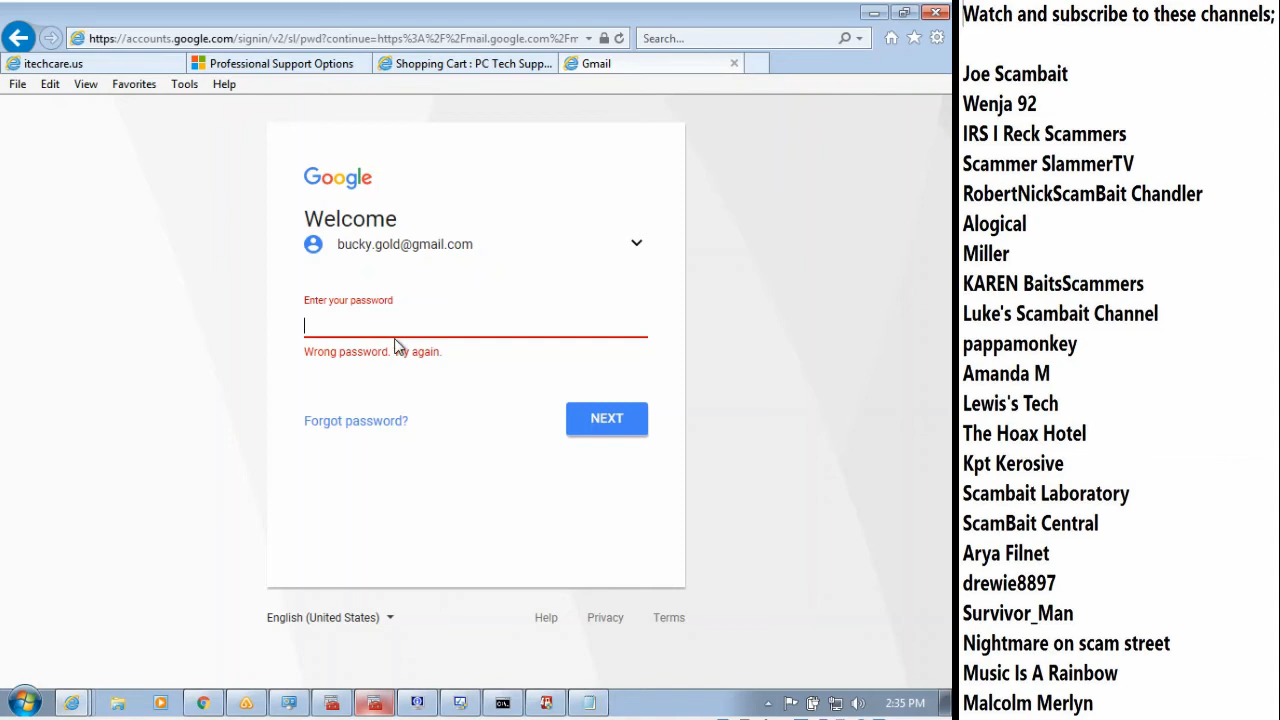 https://accounts.google.com/signin/v2/sl/pwd?continue=https%3A%2F%2Fmail.google.com%2Fm
Search...
itechcare.us
Professional Support Options
Shopping Cart : PC Tech Supp...
Gmail
File Edit View Favorites Tools Help
Google
Welcome
bucky.gold@gmail.com
Enter your password
Wrong password. again.
Forgot password?
NEXT
English (United States)
Help Privacy Terms
2:35 PM
Watch and subscribe to these channels;
Joe Scambait
Wenja 92
IRS I Reck Scammers
Scammer SlammerTV
RobertNickScamBait Chandler
Alogical
Miller
KAREN BaitsScammers
Luke's Scambait Channel
pappamonkey
Amanda M
Lewis's Tech
The Hoax Hotel
Kpt Kerosive
Scambait Laboratory
ScamBait Central
Arya Filnet
drewie8897
Survivor_Man
Nightmare on scam street
Music Is A Rainbow
Malcolm Merlyn